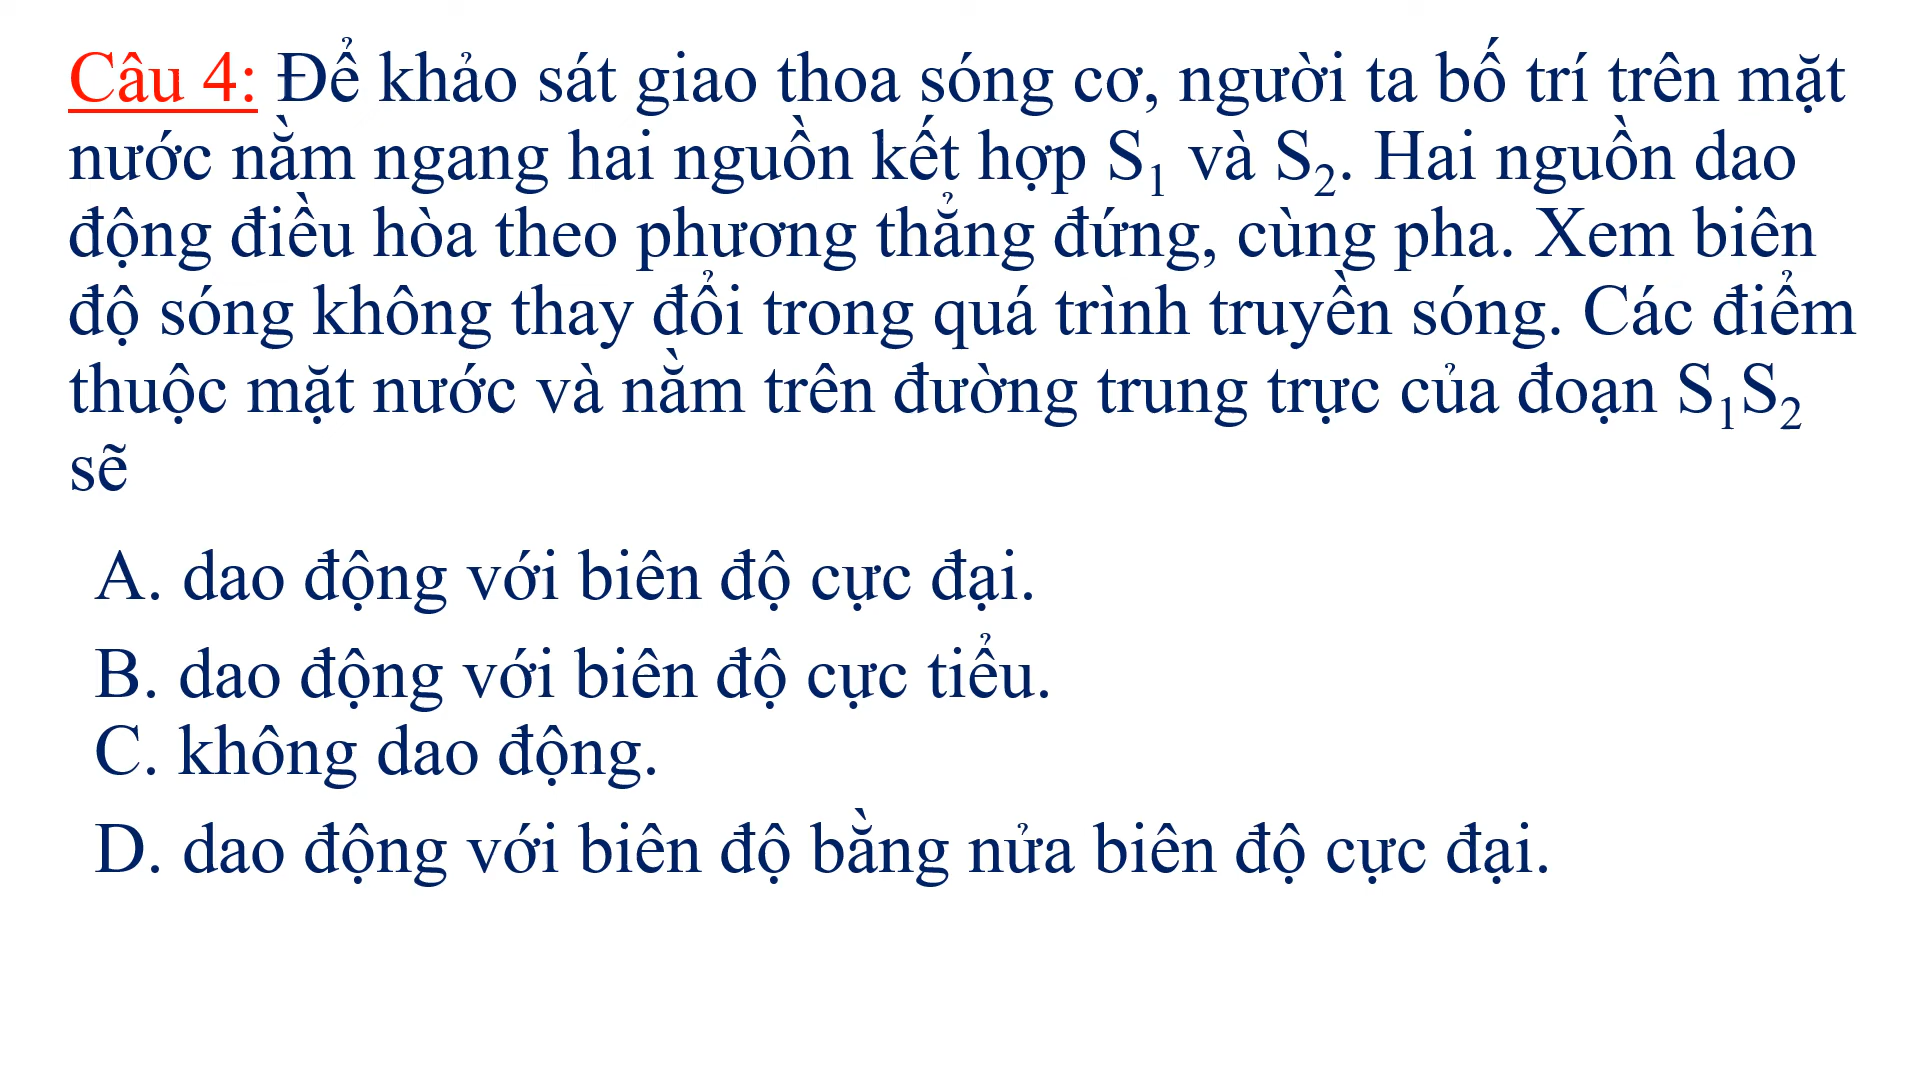 Câu 4: Để khảo sát giao thoa sóng cơ, người ta bố trí trên mặt
nước nằm ngang hai nguồn kết hợp S₁ và S₂. Hai nguồn dao
động điều hòa theo phương thẳng đứng, cùng pha. Xem biên
độ sóng không thay đổi trong quá trình truyền sóng. Các điểm
thuộc mặt nước và nằm trên đường trung trực của đoạn S₁S₂
sẽ
A. dao động với biên độ cực đại.
B. dao động với biên độ cực tiểu.
C. không dao động.
D. dao động với biên độ bằng nửa biên độ cực đại.